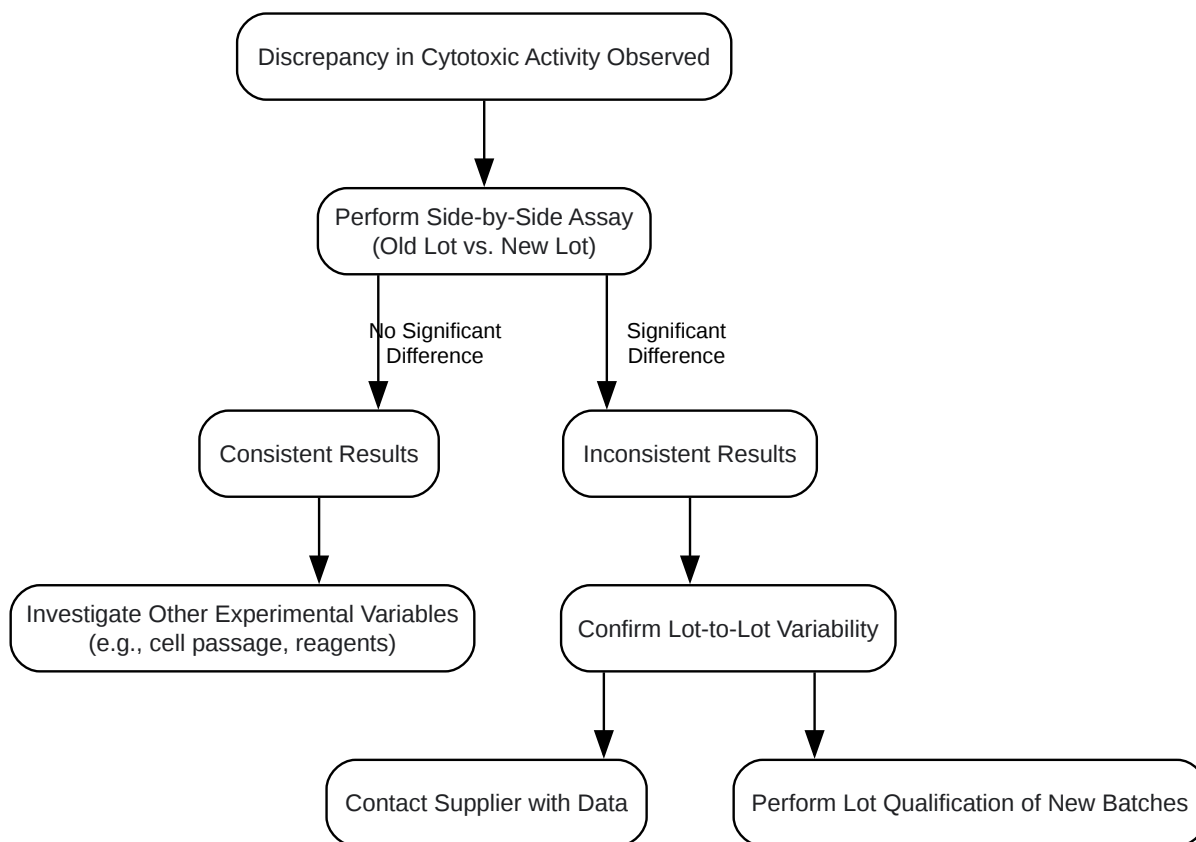 Discrepancy in Cytotoxic Activity Observed
Perform Side-by-Side Assay
(Old Lot vs. New Lot)
No Significant
Difference
Significant
Difference
Consistent Results
Inconsistent Results
Investigate Other Experimental Variables
(e.g., cell passage, reagents)
Confirm Lot-to-Lot Variability
Contact Supplier with Data
Perform Lot Qualification of New Batches